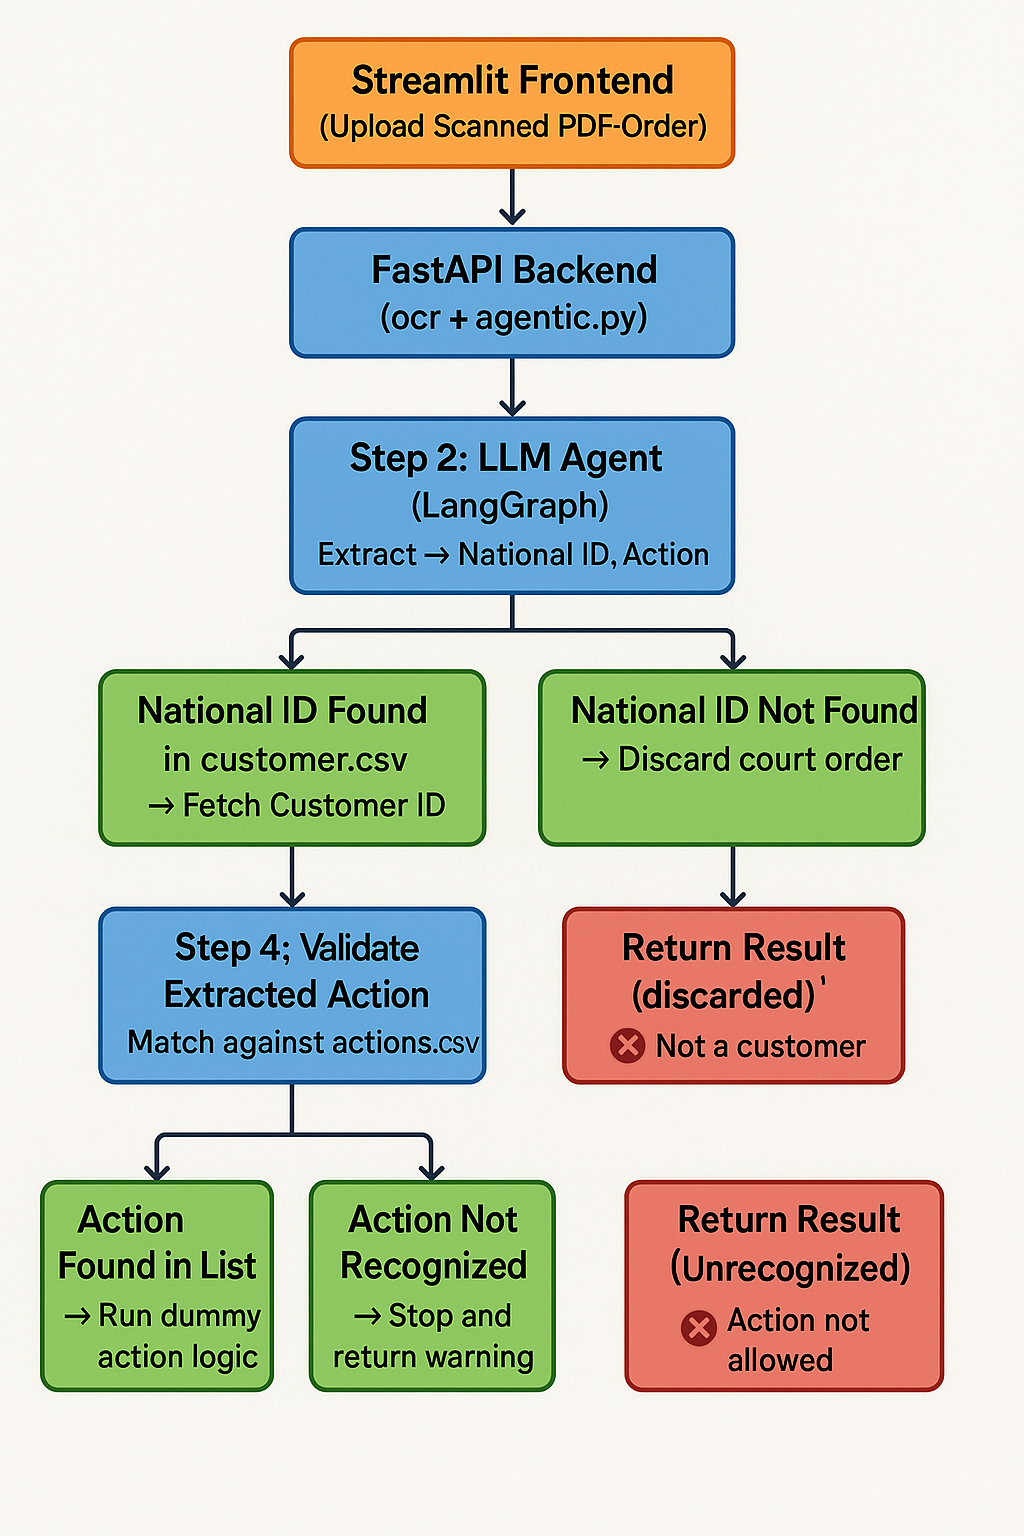 Streamlit Frontend
(Upload Scanned PDF-Order)
FastAPI Backend
(ocr + agentic.py)
Step 2: LLM Agent
(LangGraph)
Extract → National ID, Action
National ID Found
in customer.csv
→ Fetch Customer ID
National ID Not Found
→ Discard court order
Step 4; Validate
Extracted Action
Match against actions.csv
Return Result
(discarded)'
Not a customer
Action
Found in List
→ Run dummy
action logic
Action Not
Recognized
→ Stop and
return warning
Return Result
(Unrecognized)
Action not
allowed